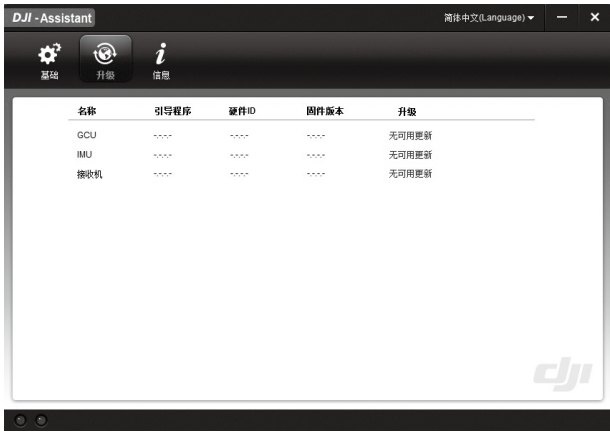 DJI - Assistant
简体中文(Language)
基础 升级 信息
名称 引导程序 硬件ID 固件版本 升级
GCU -.-.-.- -.-.-.- -.-.-.- 无可用更新
IMU -.-.-.- -.-.-.- -.-.-.- 无可用更新
接收机 -.-.-.- -.-.-.- -.-.-.- 无可用更新
dji